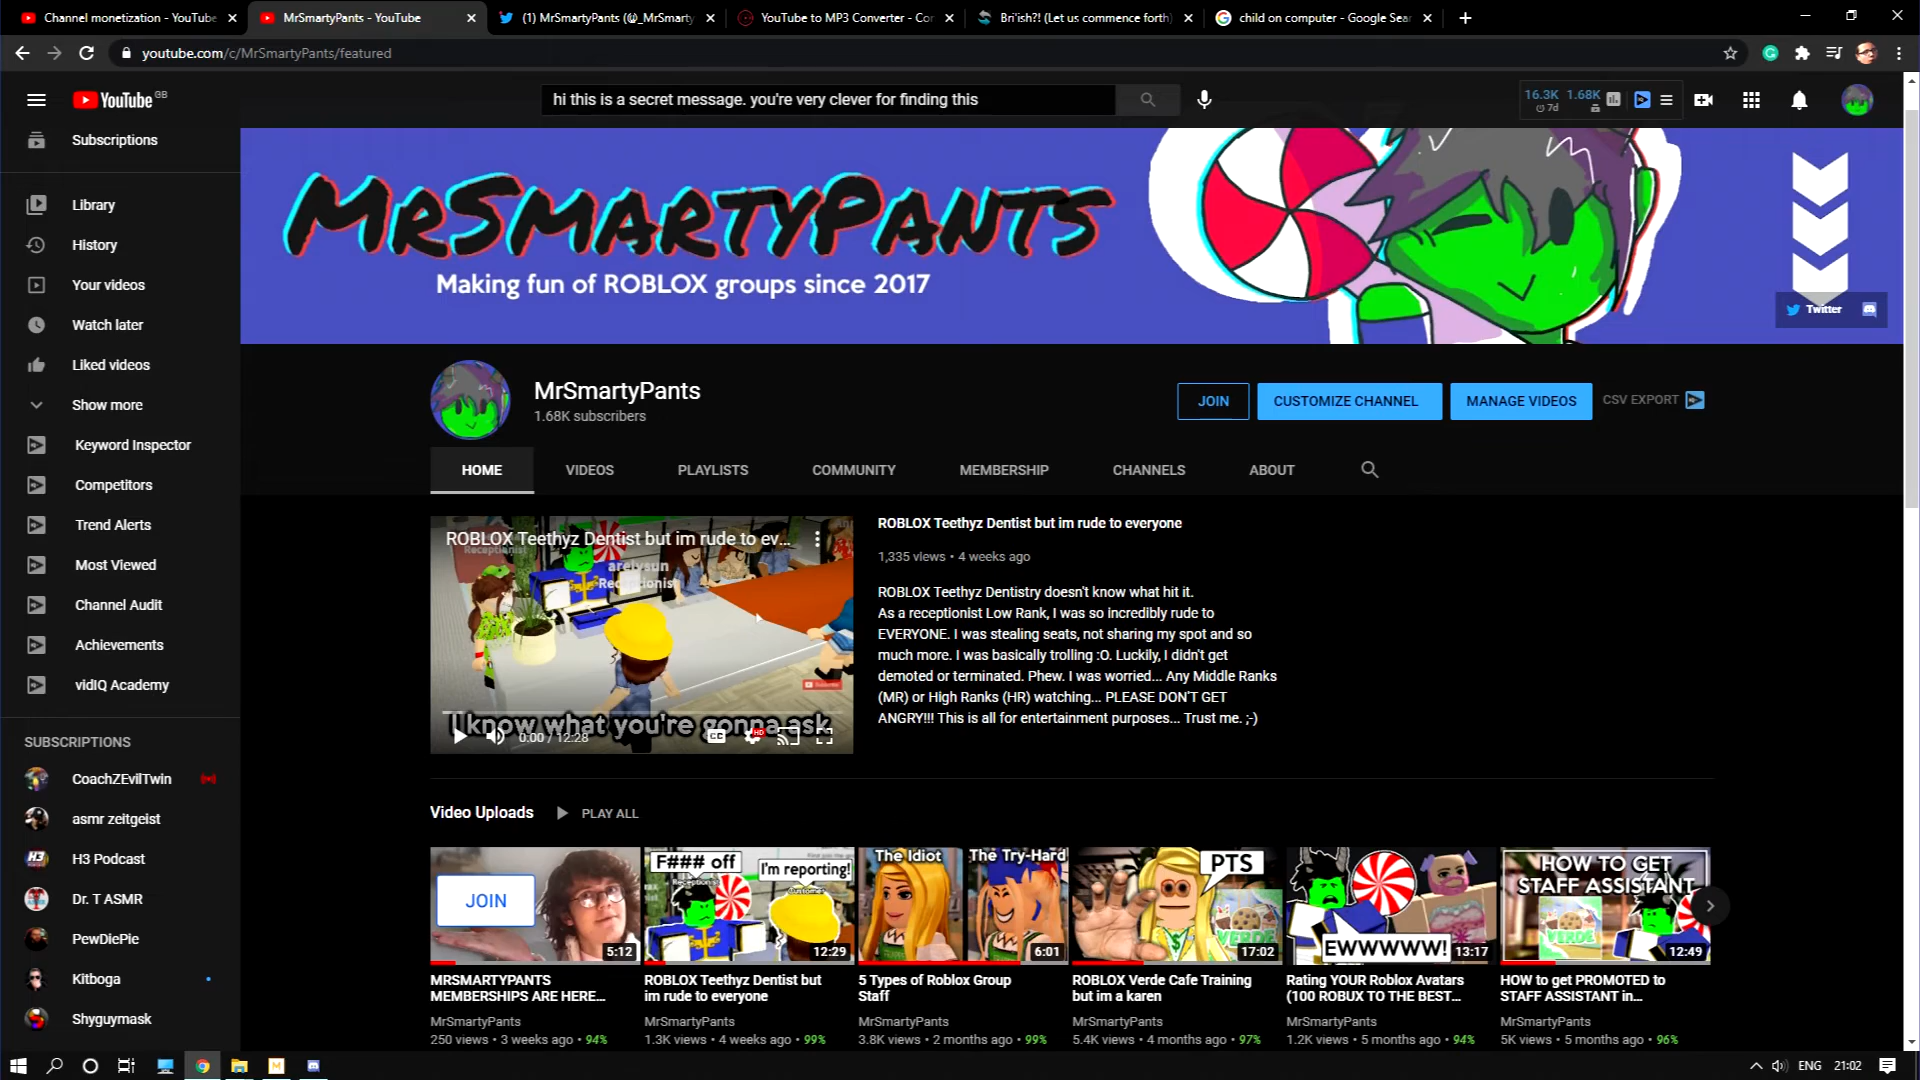 Channel monetization - YouTube
MrSmartyPants - YouTube
(1) MrSmartyPants (@_MrSmarty
YouTube to MP3 Converter - Con
Bri'ish?! (Let us commence forth)
child on computer - Google Sear
youtube.com/c/MrSmartyPants/featured
YouTube GB
hi this is a secret message. you're very clever for finding this
16.3K 1.68K
7d
Subscriptions
Library
History
Your videos
Watch later
Liked videos
Show more
Keyword Inspector
Competitors
Trend Alerts
Most Viewed
Channel Audit
Achievements
vidIQ Academy
SUBSCRIPTIONS
CoachZEvilTwin
asmr zeitgeist
H3 Podcast
Dr. T ASMR
PewDiePie
Kitboga
Shyguymask
MRSMARTYPANTS
Making fun of ROBLOX groups since 2017
Twitter
MrSmartyPants
1.68K subscribers
JOIN
CUSTOMIZE CHANNEL
MANAGE VIDEOS
CSV EXPORT
HOME
VIDEOS
PLAYLISTS
COMMUNITY
MEMBERSHIP
CHANNELS
ABOUT
ROBLOX Teethyz Dentist but im rude to ev...
Receptionist
arelysun
Receptionist
Subscribe
I know what you're gonna ask
0:00 / 12:28
CC
HD
ROBLOX Teethyz Dentist but im rude to everyone
1,335 views • 4 weeks ago
ROBLOX Teethyz Dentistry doesn't know what hit it.
As a receptionist Low Rank, I was so incredibly rude to
EVERYONE. I was stealing seats, not sharing my spot and so
much more. I was basically trolling :O. Luckily, I didn't get
demoted or terminated. Phew. I was worried... Any Middle Ranks
(MR) or High Ranks (HR) watching... PLEASE DON'T GET
ANGRY!!! This is all for entertainment purposes... Trust me. ;-)
Video Uploads
PLAY ALL
JOIN
5:12
MRSMARTYPANTS
MEMBERSHIPS ARE HERE...
MrSmartyPants
250 views • 3 weeks ago • 94%
F### off
Receptionist
I'm reporting!
Customer
12:29
ROBLOX Teethyz Dentist but
im rude to everyone
MrSmartyPants
1.3K views • 4 weeks ago • 99%
The Idiot
The Try-Hard
6:01
5 Types of Roblox Group
Staff
MrSmartyPants
3.8K views • 2 months ago • 99%
PTS
VERDE
17:02
ROBLOX Verde Cafe Training
but im a karen
MrSmartyPants
5.4K views • 4 months ago • 97%
EWWWWW!
13:17
Rating YOUR Roblox Avatars
(100 ROBUX TO THE BEST...
MrSmartyPants
1.2K views • 5 months ago • 94%
HOW TO GET
STAFF ASSISTANT
VERDE
12:49
HOW to get PROMOTED to
STAFF ASSISTANT in...
MrSmartyPants
5K views • 5 months ago • 96%
ENG
21:02